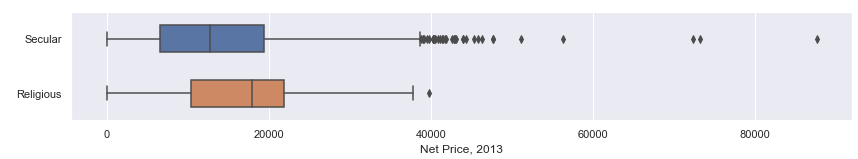 Secular
Religious
0 20000 40000 60000 80000
Net Price, 2013